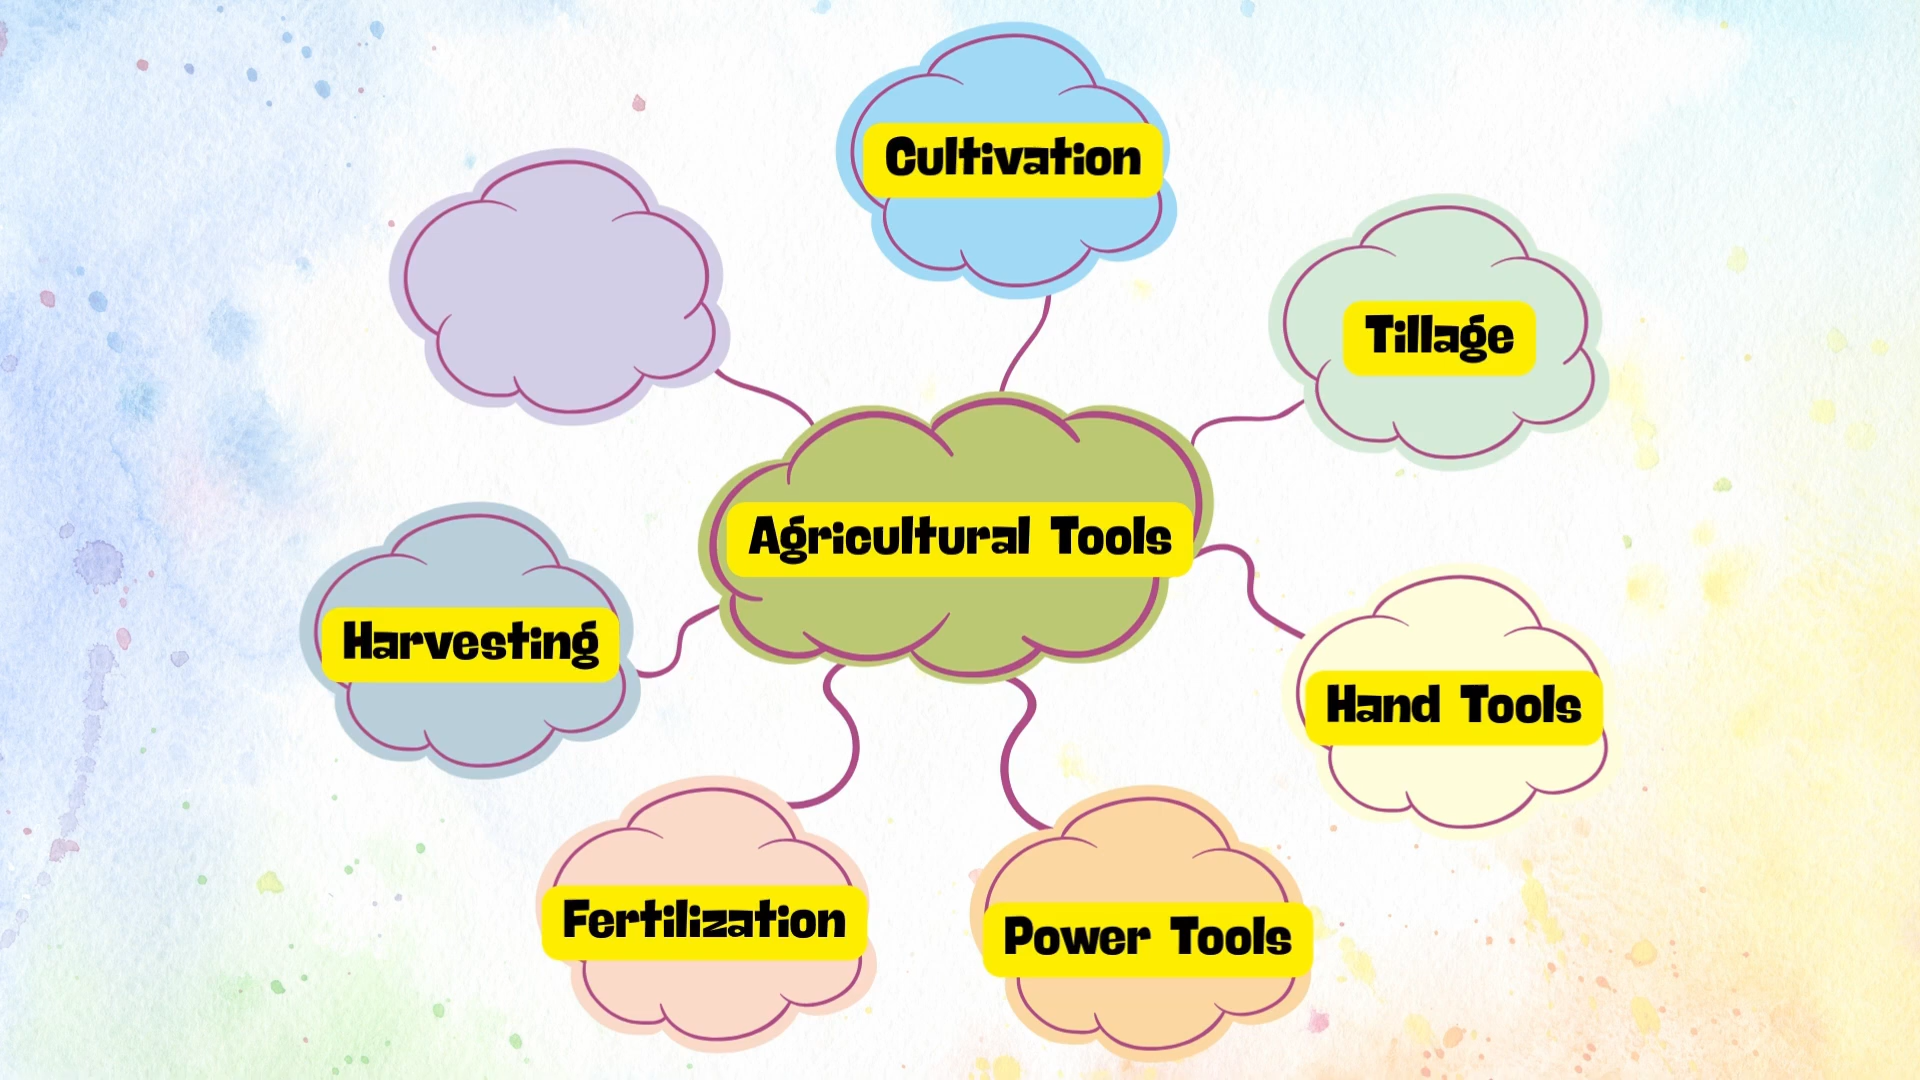 Cultivation
Tillage
Agricultural Tools
Harvesting
Hand Tools
Fertilization
Power Tools